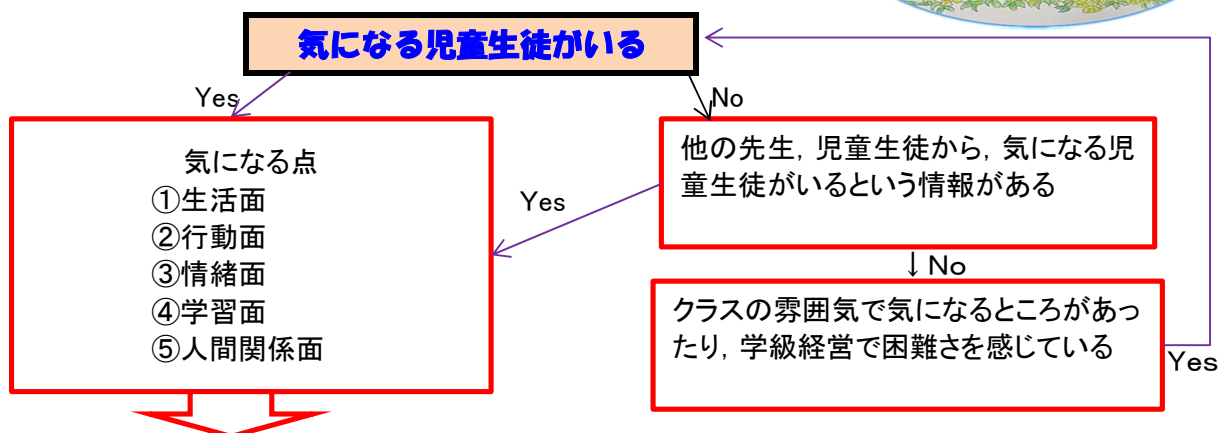 気になる児童生徒がいる
Yes
No
気になる点
①生活面
②行動面
③情緒面
④学習面
⑤人間関係面
Yes
他の先生，児童生徒から，気になる児
童生徒がいるという情報がある
↓No
クラスの雰囲気で気になるところがあっ
たり，学級経営で困難さを感じている
Yes